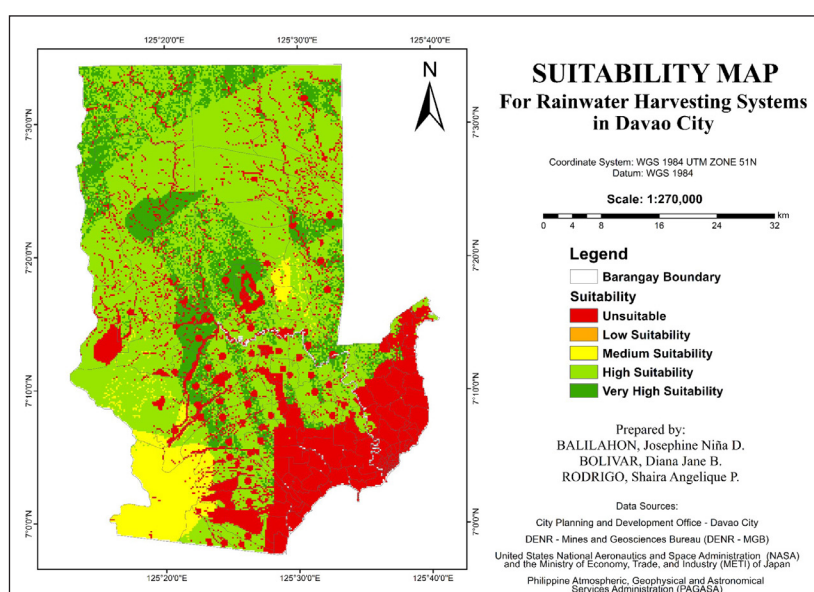 125°20'0"E 125°30'0"E 125°40'0"E
7°30'0"N
7°20'0"N
7°10'0"N
7°0'0"N
N
7°30'0"N
7°20'0"N
7°10'0"N
7°0'0"N
125°20'0"E 125°30'0"E 125°40'0"E
SUITABILITY MAP
For Rainwater Harvesting Systems
in Davao City
Coordinate System: WGS 1984 UTM ZONE 51N
Datum: WGS 1984
Scale: 1:270,000
km
0 2 4 8 16 24 32
Legend
Barangay Boundary
Suitability
Unsuitable
Low Suitability
Medium Suitability
High Suitability
Very High Suitability
Prepared by:
BALILAHON, Josephine Niña D.
BOLIVAR, Diana Jane B.
RODRIGO, Shaira Angelique P.
Data Sources:
City Planning and Development Office - Davao City
DENR - Mines and Geosciences Bureau (DENR - MGB)
United States National Aeronautics and Space Administration (NASA)
and the Ministry of Economy, Trade, and Industry (METI) of Japan
Philippine Atmospheric, Geophysical and Astronomical
Services Administration (PAGASA)